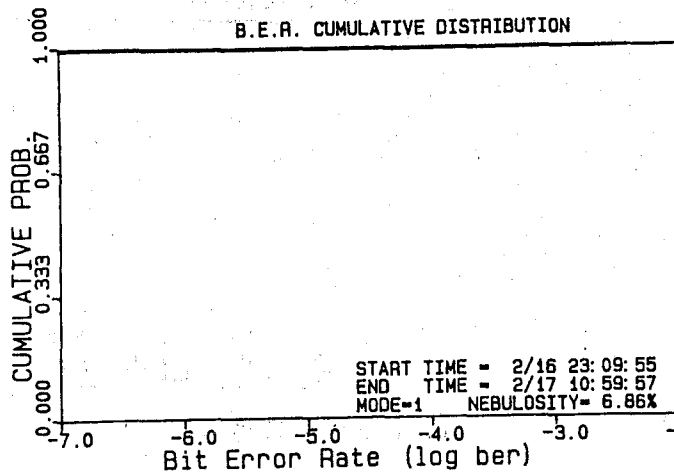 B.E.R. CUMULATIVE DISTRIBUTION
CUMULATIVE PROB.
1.000
0.667
0.333
0.000
START TIME = 2/16 23:09:55
END TIME = 2/17 10:59:57
MODE=1 NEBULOSITY= 6.86%
-7.0 -6.0 -5.0 -4.0 -3.0
Bit Error Rate (log ber)